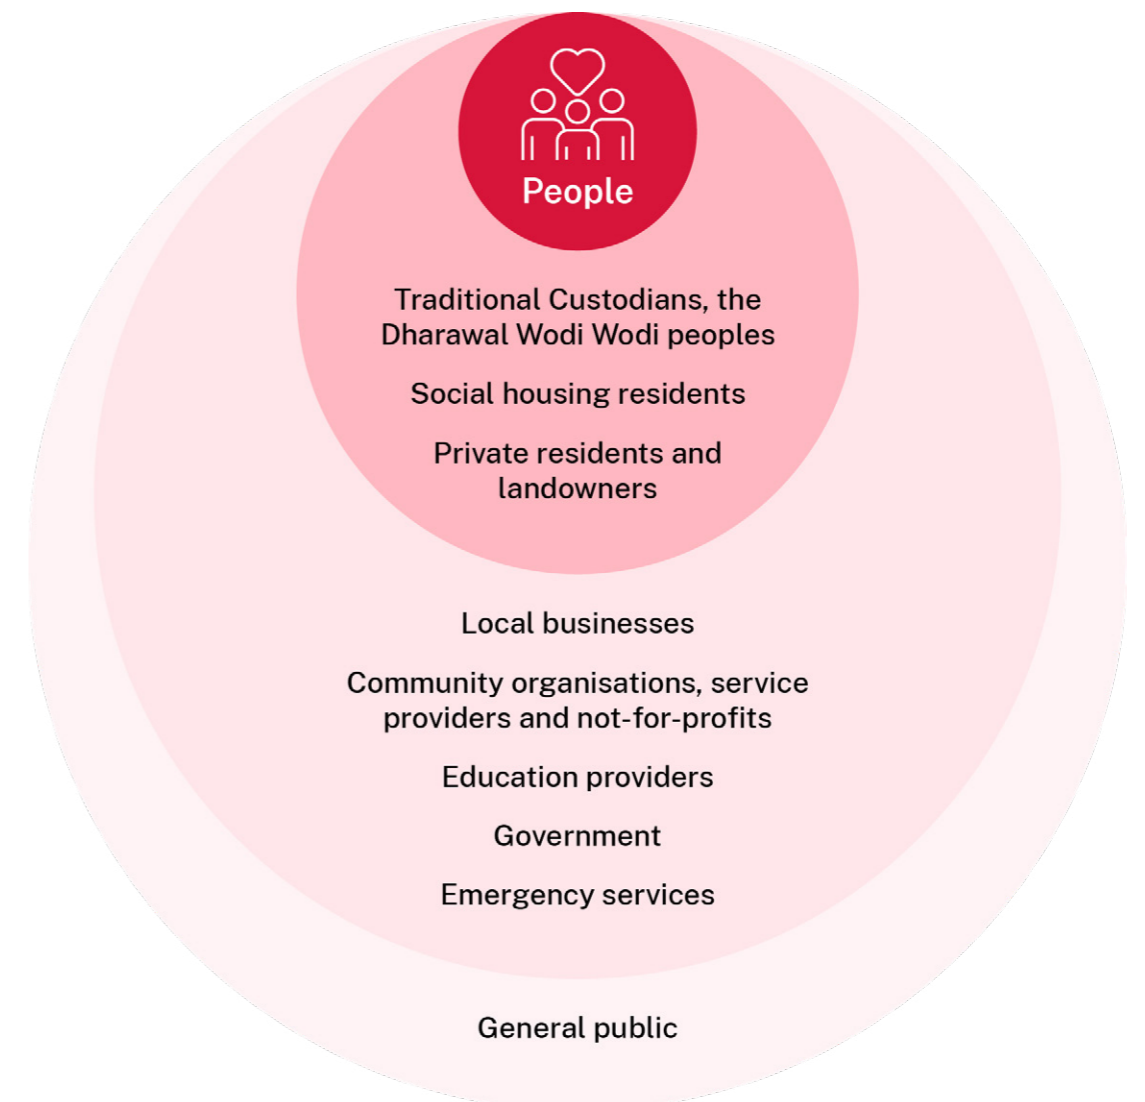 People
Traditional Custodians, the
Dharawal Wodi Wodi peoples
Social housing residents
Private residents and
landowners
Local businesses
Community organisations, service
providers and not-for-profits
Education providers
Government
Emergency services
General public